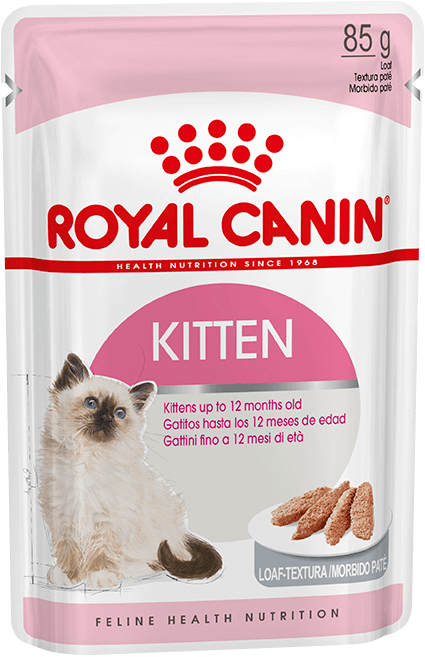 85 g
Loaf
Textura paté
Morbido paté
ROYAL CANIN®
HEALTH NUTRITION SINCE 1968
KITTEN
Kittens up to 12 months old
Gatitos hasta los 12 meses de edad
Gattini fino a 12 mesi di età
LOAF-TEXTURA/MORBIDO PATÉ
FELINE HEALTH NUTRITION